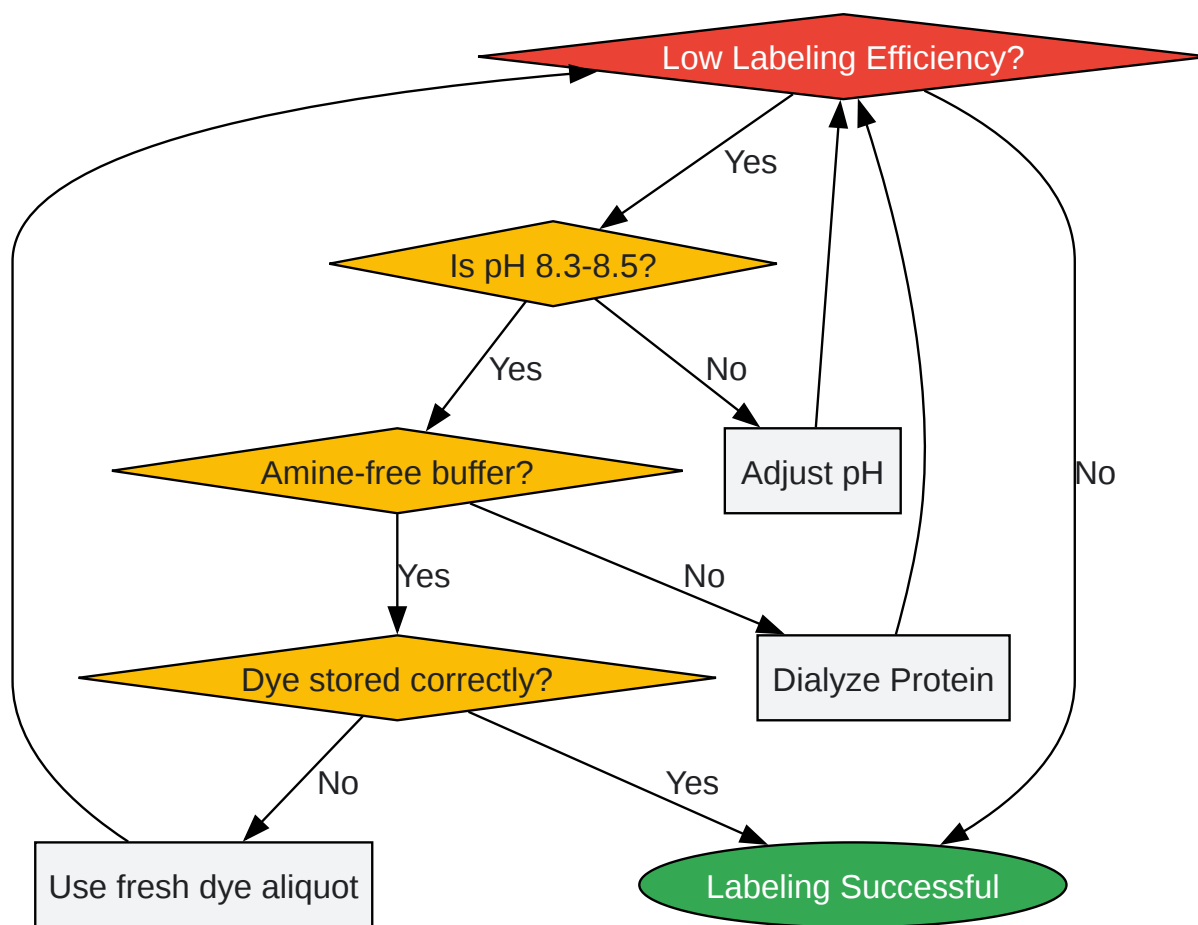 Low Labeling Efficiency?
Yes
Is pH 8.3-8.5?
Yes
No
Amine-free buffer?
Adjust pH
No
Yes
No
Dye stored correctly?
Dialyze Protein
No
Yes
Use fresh dye aliquot
Labeling Successful